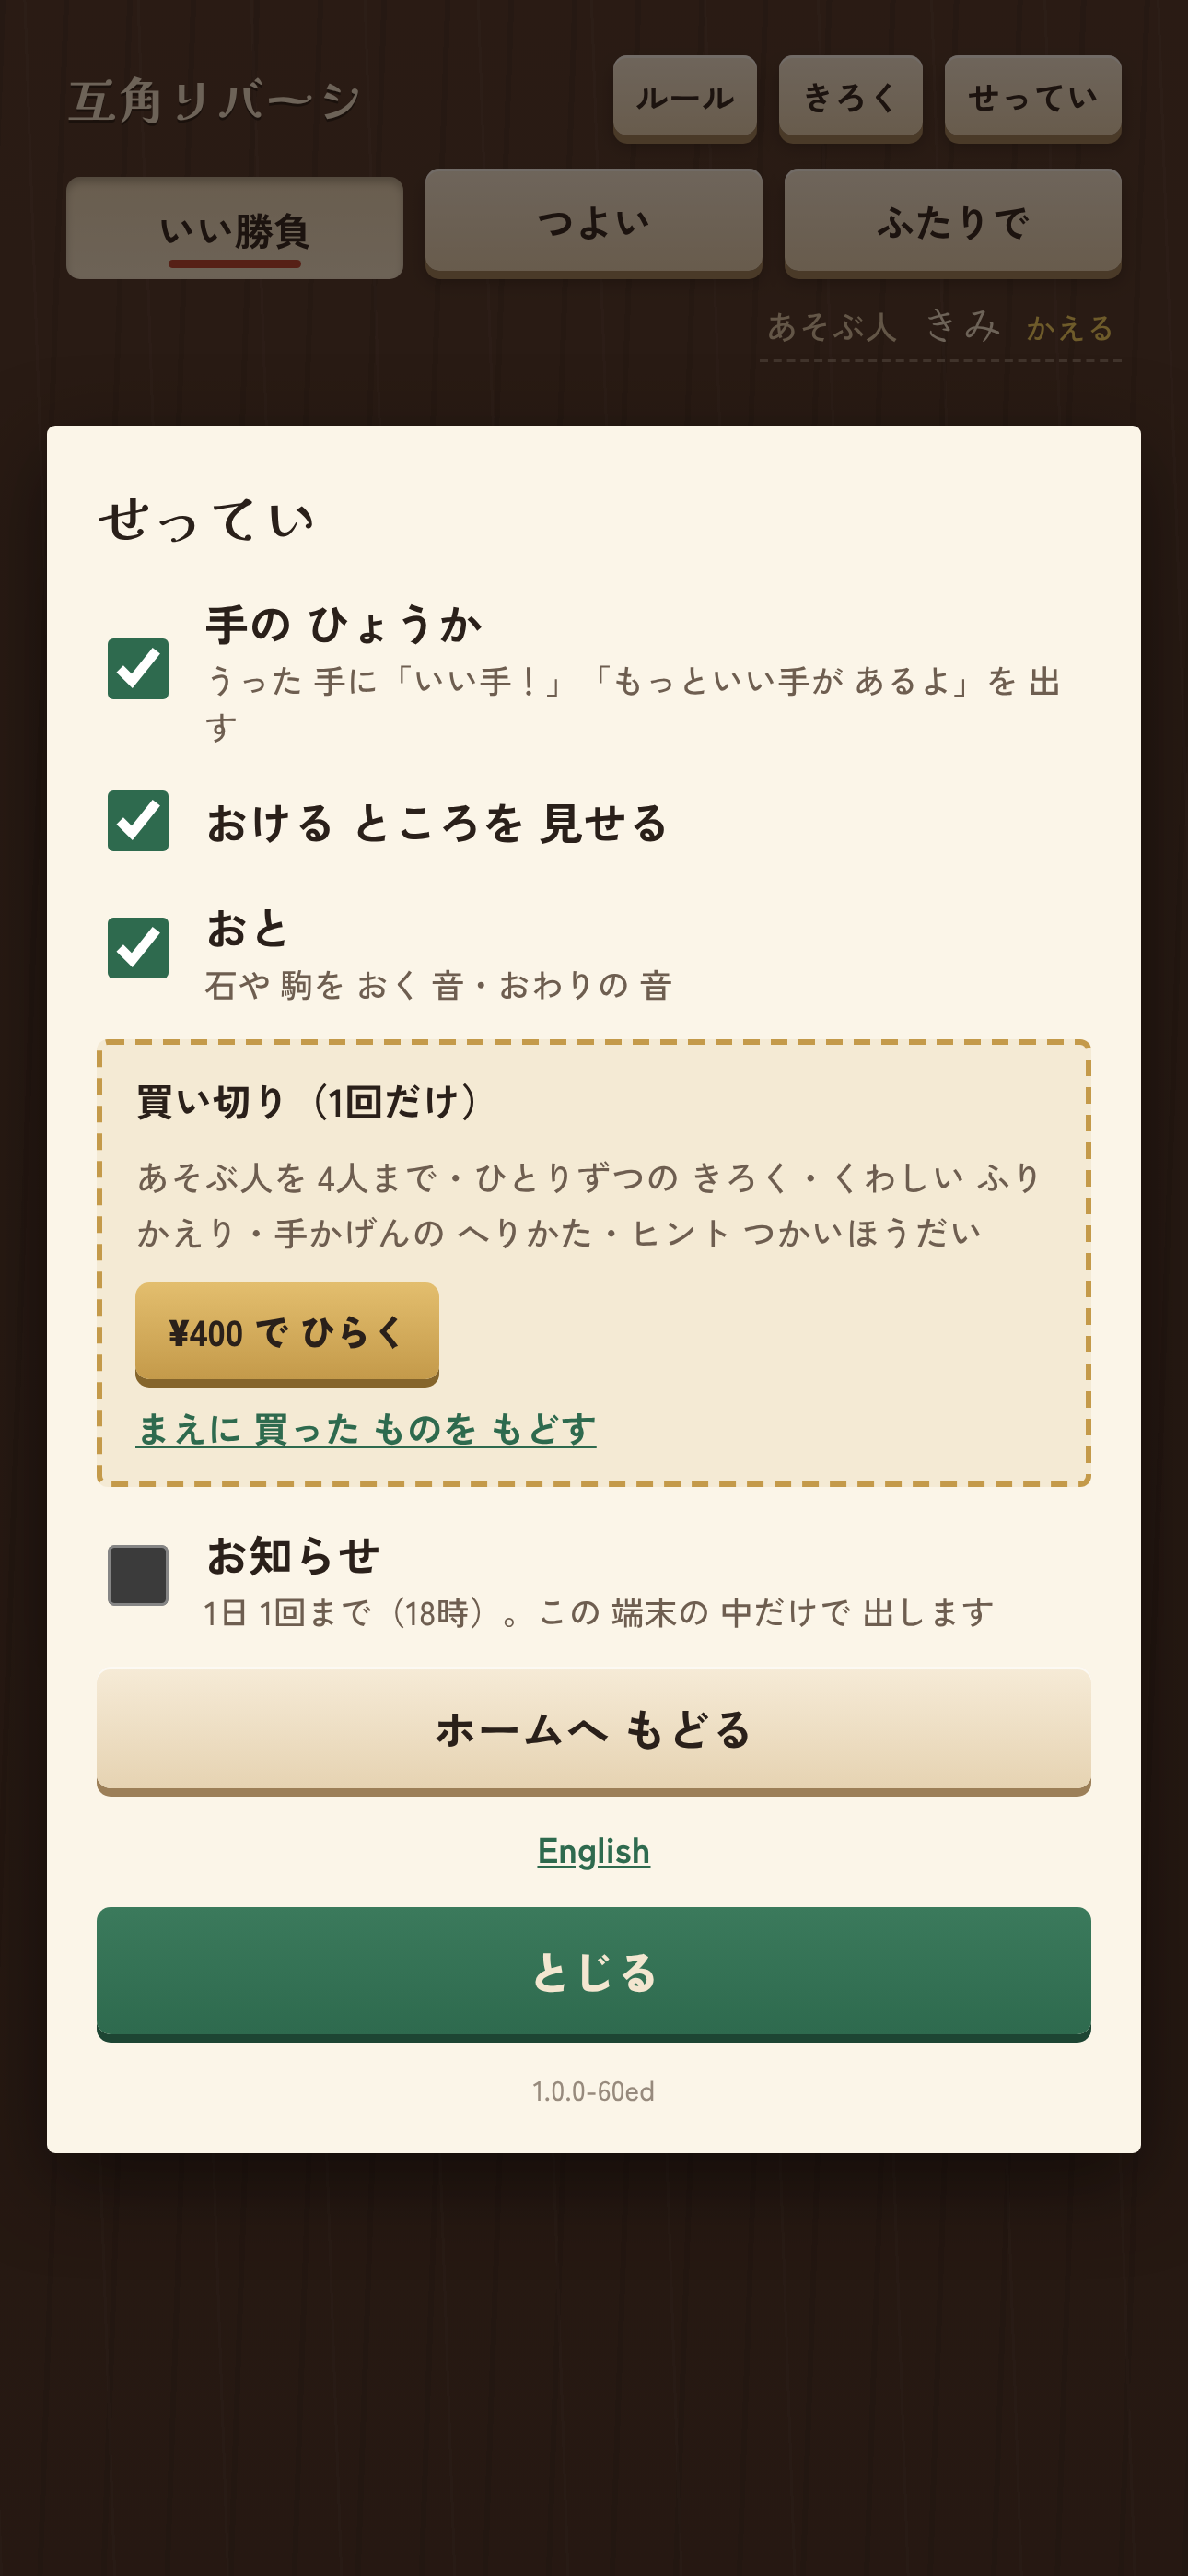 互角リバーシ
ルール
きろく
せってい
いい勝負
つよい
ふたりで
あそぶ人 きみ かえる
せってい
手の ひょうか
うった 手に「いい手！」「もっといい手が あるよ」を 出
す
おける ところを 見せる
おと
石や 駒を おく 音・おわりの 音
買い切り（1回だけ）
あそぶ人を 4人まで・ひとりずつの きろく・くわしい ふり
かえり・手かげんの へりかた・ヒント つかいほうだい
¥400 で ひらく
まえに 買った ものを もどす
お知らせ
1日 1回まで（18時）。この 端末の 中だけで 出します
ホームへ もどる
English
とじる
1.0.0-60ed